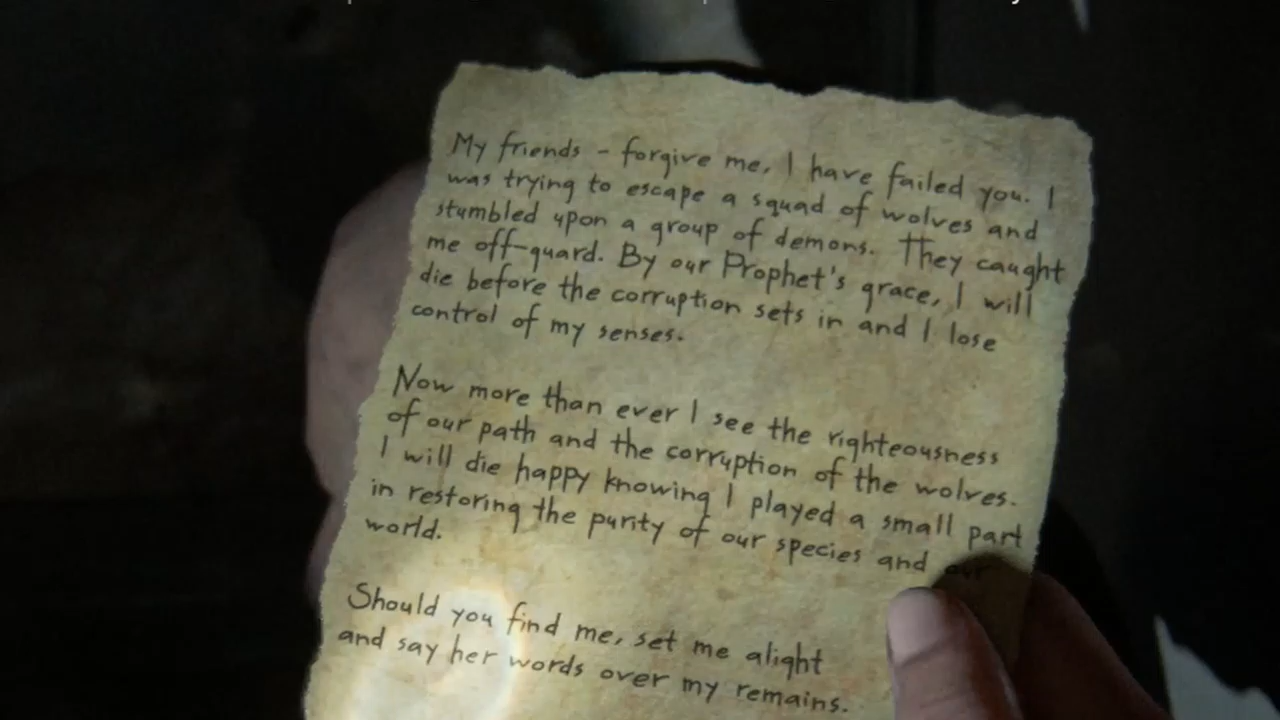 My friends - forgive me, I have failed you. I
was trying to escape a squad of wolves and
stumbled upon a group of demons. They caught
me off-guard. By our Prophet's grace, I will
die before the corruption sets in and I lose
control of my senses.
Now more than ever I see the righteousness
of our path and the corruption of the wolves.
I will die happy knowing I played a small part
in restoring the purity of our species and our
world.
Should you find me, set me alight
and say her words over my remains.